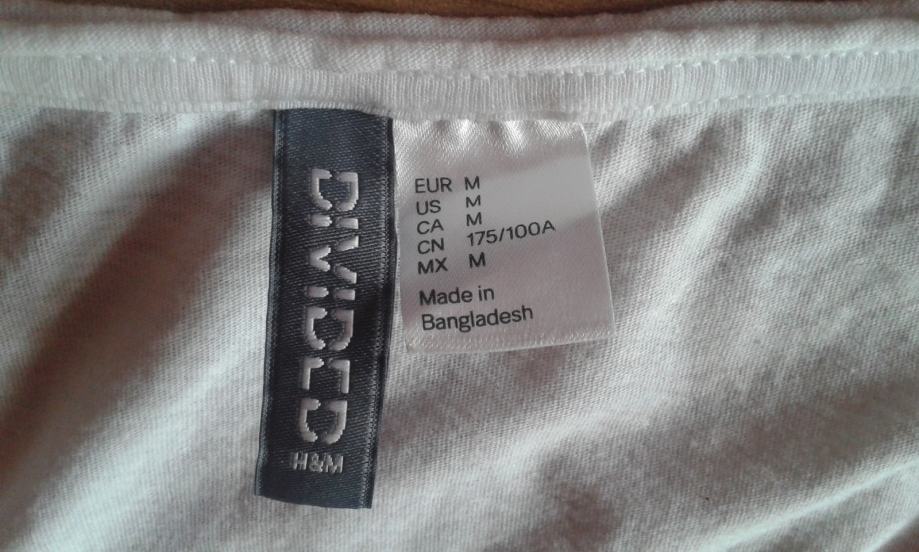 DIVIDED
H&M
EUR M
US M
CA M
CN 175/100A
MX M
Made in
Bangladesh